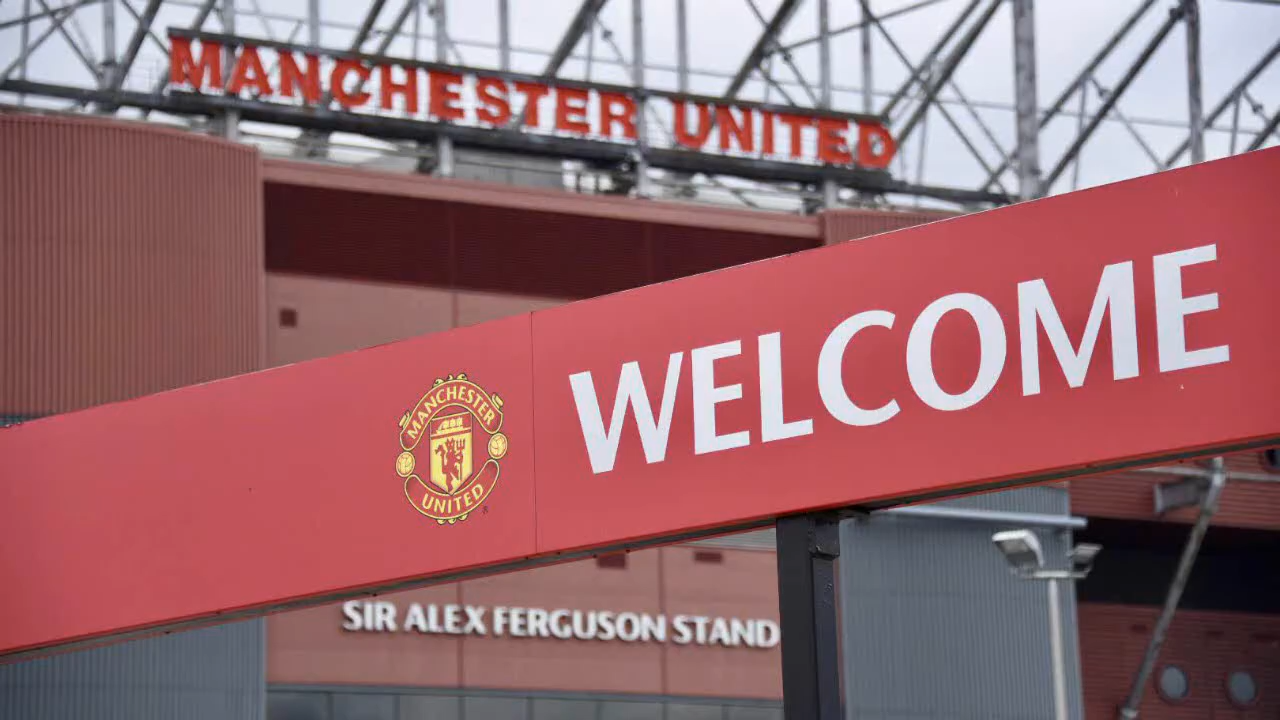 MANCHESTER UNITED
WELCOME
MANCHESTER
UNITED
SIR ALEX FERGUSON STAND